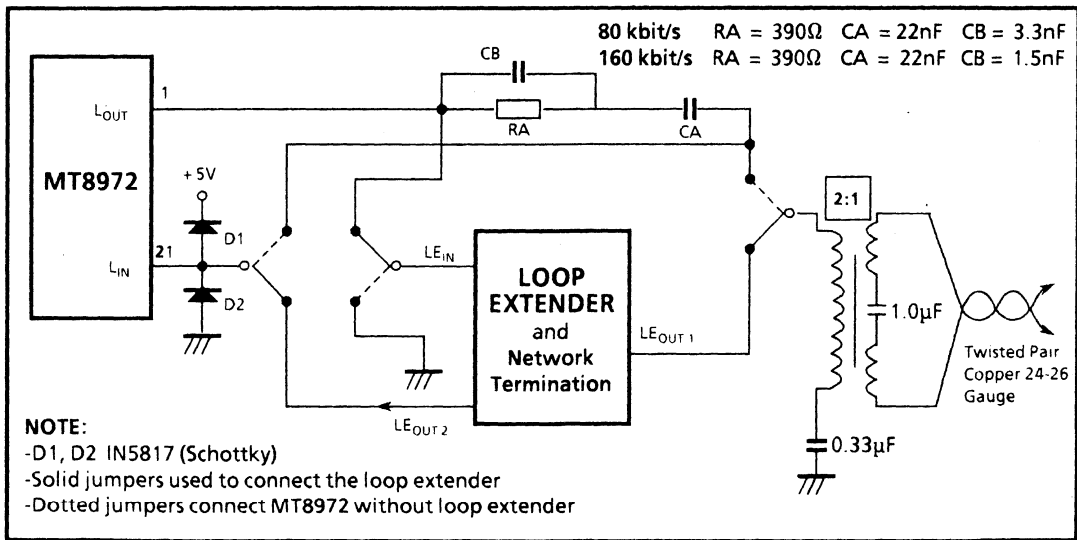 80 kbit/s RA = 390Ω CA = 22nF CB = 3.3nF
160 kbit/s RA = 390Ω CA = 22nF CB = 1.5nF
CB
1
LOUT
RA
CA
MT8972
+5V
2:1
21
D1
LIN
LEIN
D2
LOOP
EXTENDER
and
Network
Termination
LEOUT 1
1.0µF
Twisted Pair
Copper 24-26
Gauge
LEOUT 2
0.33µF
NOTE:
-D1, D2 IN5817 (Schottky)
-Solid jumpers used to connect the loop extender
-Dotted jumpers connect MT8972 without loop extender